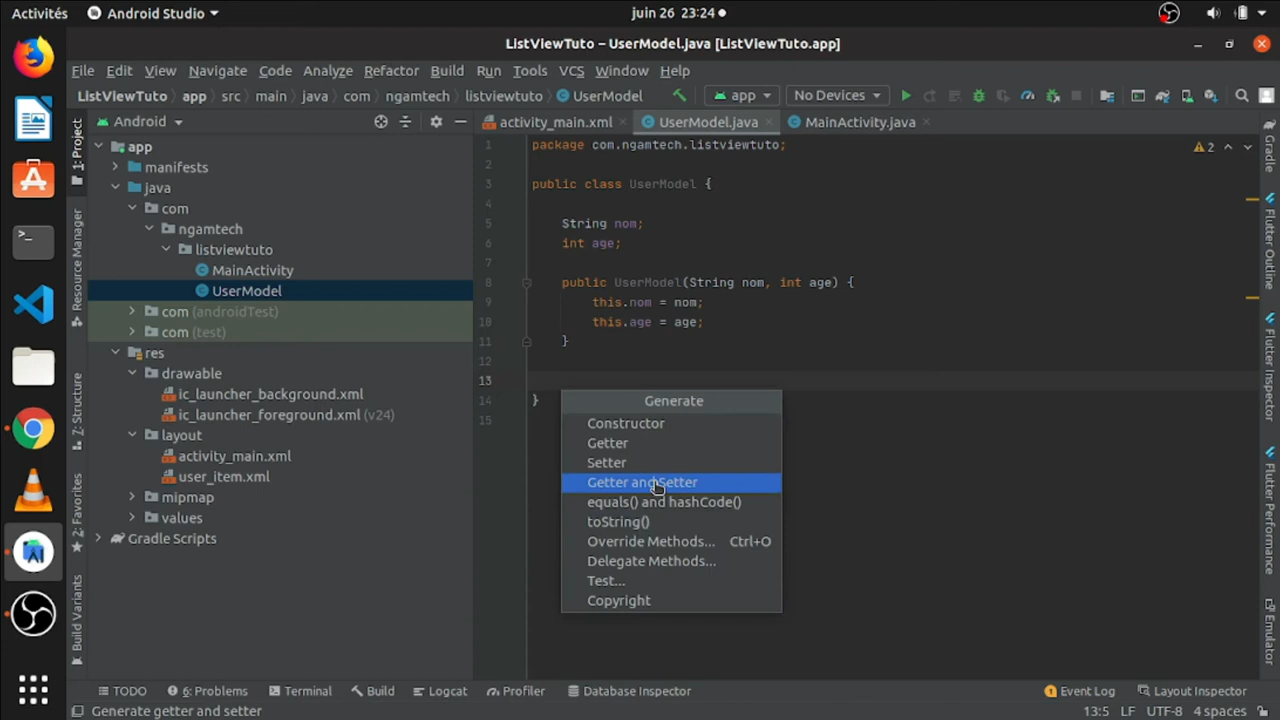 Activités
Android Studio
juin 26 23:24
ListViewTuto – UserModel.java [ListViewTuto.app]
File Edit View Navigate Code Analyze Refactor Build Run Tools VCS Window Help
ListViewTuto app src main java com ngamtech listviewtuto UserModel
app
No Devices
1: Project
Resource Manager
7: Structure
2: Favorites
Build Variants
Android
app
manifests
java
com
ngamtech
listviewtuto
MainActivity
UserModel
com (androidTest)
com (test)
res
drawable
ic_launcher_background.xml
ic_launcher_foreground.xml (v24)
layout
activity_main.xml
user_item.xml
mipmap
values
Gradle Scripts
activity_main.xml UserModel.java MainActivity.java
2
1 package com.ngamtech.listviewtuto;
2
3 public class UserModel {
4
5 String nom;
6 int age;
7
8 public UserModel(String nom, int age) {
9 this.nom = nom;
10 this.age = age;
11 }
12
13
14 }
15
Generate
Constructor
Getter
Setter
Getter and Setter
equals() and hashCode()
toString()
Override Methods... Ctrl+O
Delegate Methods...
Test...
Copyright
Gradle
Flutter Outline
Flutter Inspector
Flutter Performance
Emulator
TODO 6: Problems Terminal Build Logcat Profiler Database Inspector
1 Event Log Layout Inspector
Generate getter and setter
13:5 LF UTF-8 4 spaces